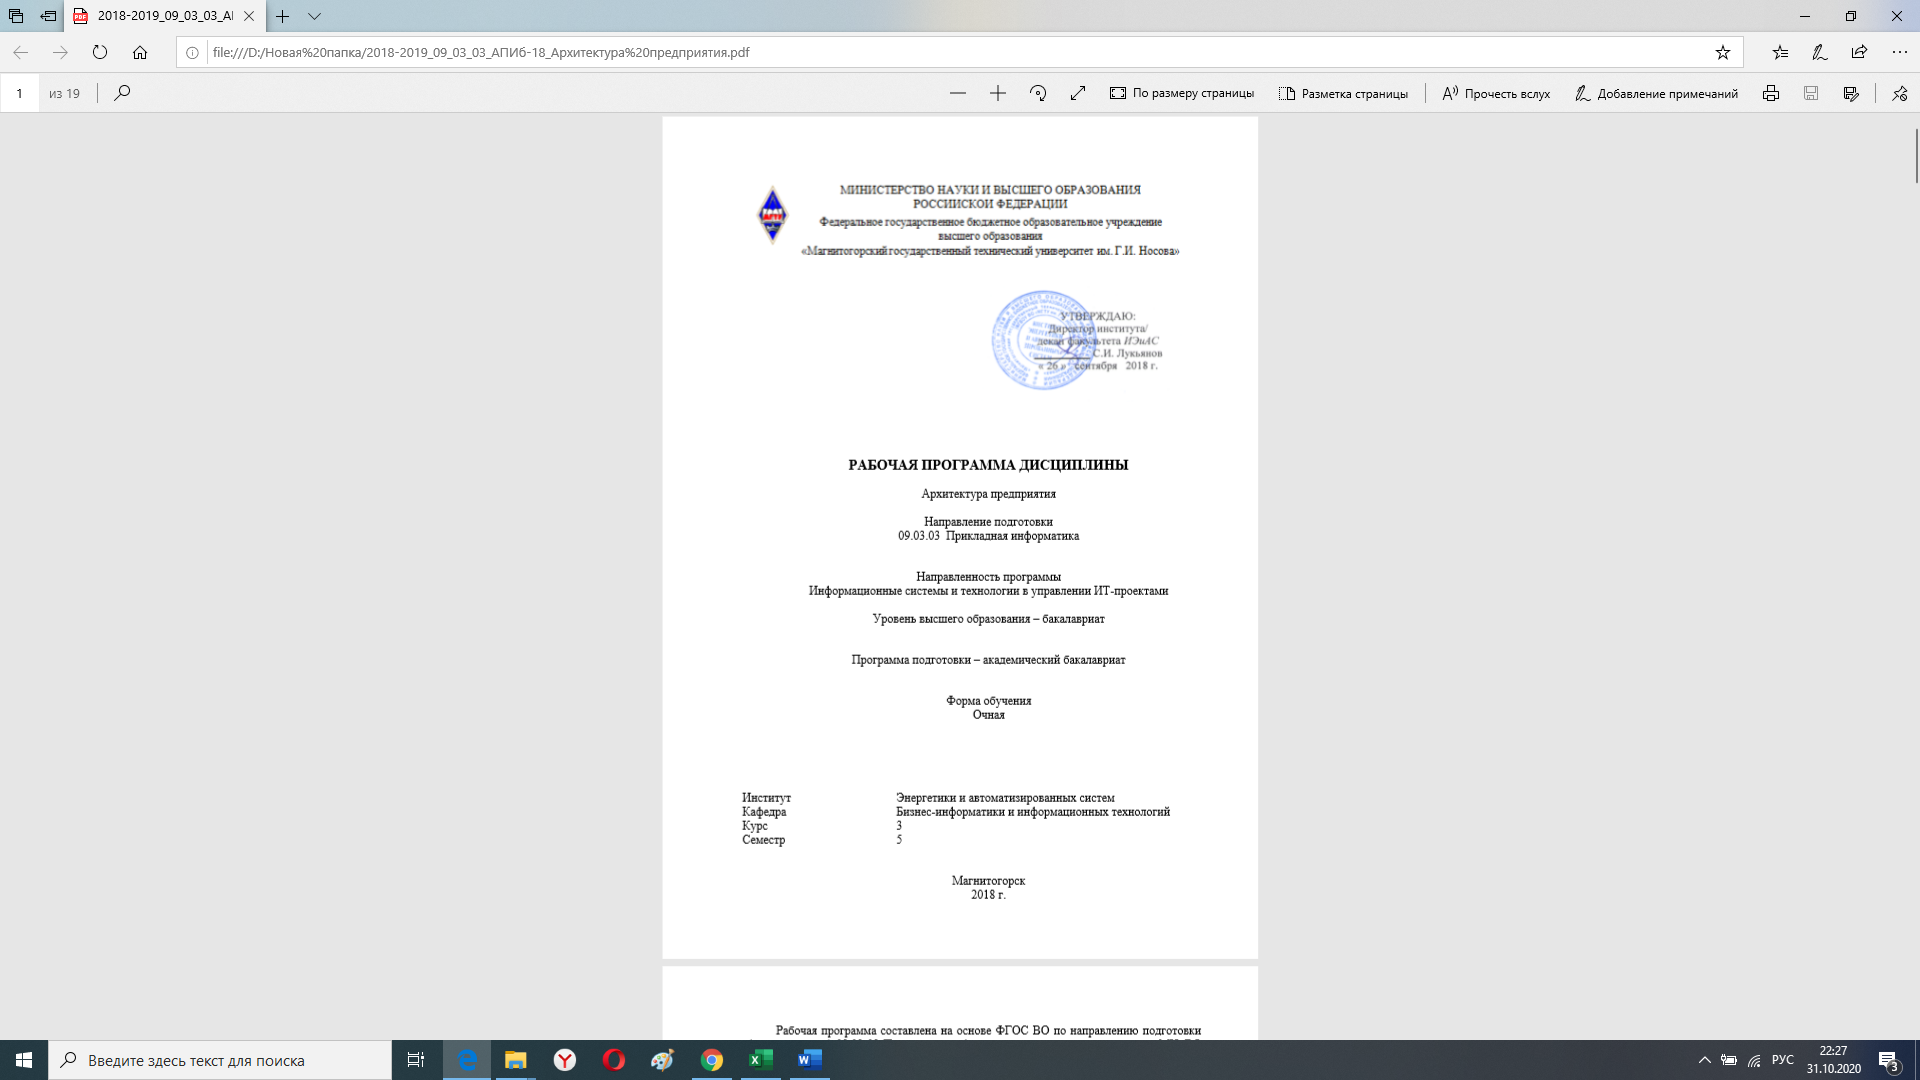 2018-2019_09_03_03_АП
file:///D:/Новая%20папка/2018-2019_09_03_03_АПИб-18_Архитектура%20предприятия.pdf
1 из 19
По размеру страницы
Разметка страницы
Прочесть вслух
Добавление примечаний
МИНИСТЕРСТВО НАУКИ И ВЫСШЕГО ОБРАЗОВАНИЯ
РОССИЙСКОЙ ФЕДЕРАЦИИ
Федеральное государственное бюджетное образовательное учреждение
высшего образования
«Магнитогорский государственный технический университет им. Г.И. Носова»
УТВЕРЖДАЮ:
Директор института/
декан факультета ИЭиАС
С.И. Лукьянов
« 26 » сентября 2018 г.
РАБОЧАЯ ПРОГРАММА ДИСЦИПЛИНЫ
Архитектура предприятия
Направление подготовки
09.03.03 Прикладная информатика
Направленность программы
Информационные системы и технологии в управлении ИТ-проектами
Уровень высшего образования – бакалавриат
Программа подготовки – академический бакалавриат
Форма обучения
Очная
Институт Энергетики и автоматизированных систем
Кафедра Бизнес-информатики и информационных технологий
Курс 3
Семестр 5
Магнитогорск
2018 г.
Рабочая программа составлена на основе ФГОС ВО по направлению подготовки
Введите здесь текст для поиска
РУС
22:27
31.10.2020
3